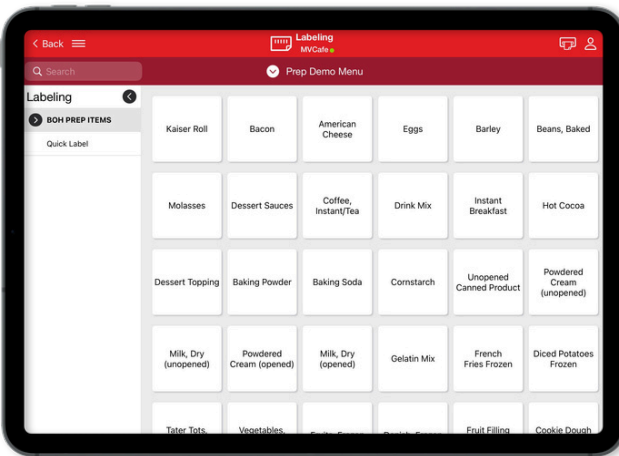 Back
Labeling
MVCafe
Search
Prep Demo Menu
Labeling
BOH PREP ITEMS
Quick Label
Kaiser Roll
Bacon
American
Cheese
Eggs
Barley
Beans, Baked
Molasses
Dessert Sauces
Coffee,
Instant/Tea
Drink Mix
Instant
Breakfast
Hot Cocoa
Dessert Topping
Baking Powder
Baking Soda
Cornstarch
Unopened
Canned Product
Powdered
Cream
(unopened)
Milk, Dry
(unopened)
Powdered
Cream (opened)
Milk, Dry
(opened)
Gelatin Mix
French
Fries Frozen
Diced Potatoes
Frozen
Tater Tots,
Vegetables,
Fruit Filling
Cookie Dough